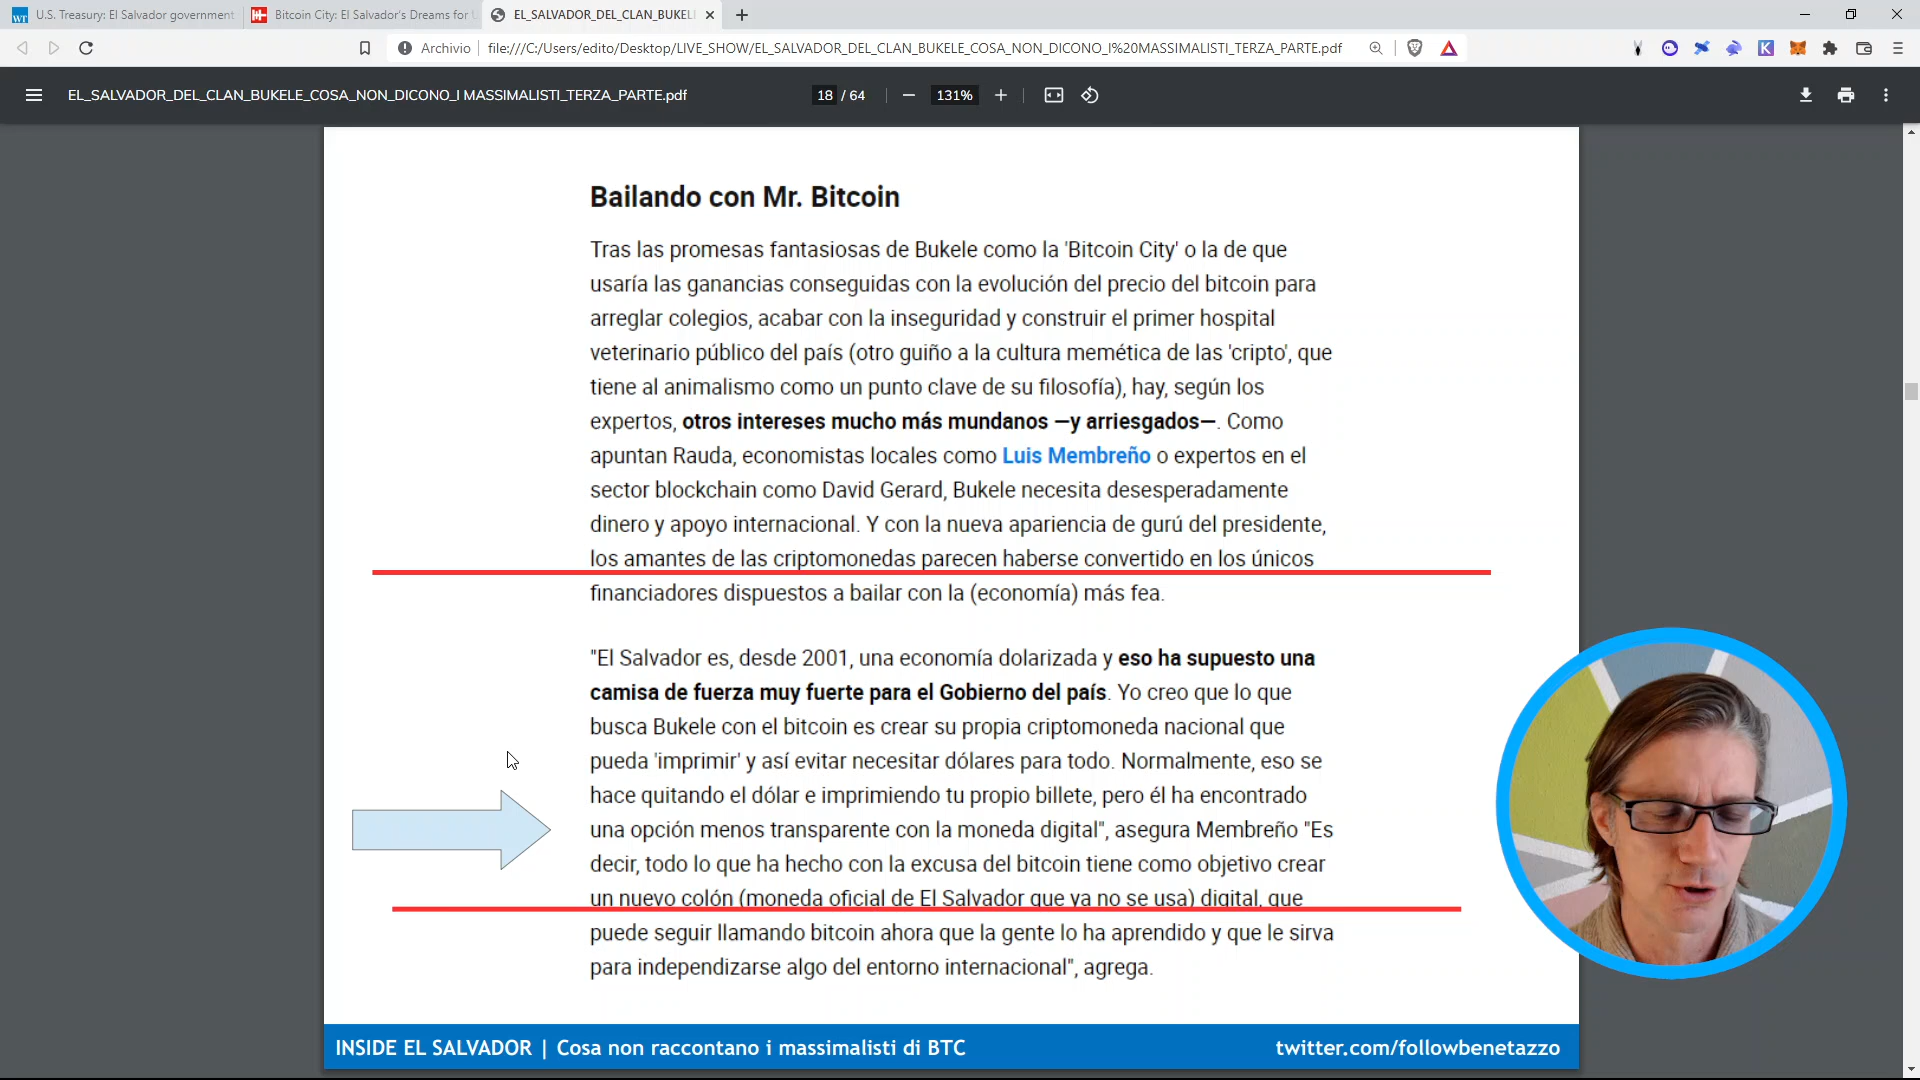 U.S. Treasury: El Salvador government
Bitcoin City: El Salvador's Dreams for
EL_SALVADOR_DEL_CLAN_BUKELE
Archivio
file:///C:/Users/edito/Desktop/LIVE_SHOW/EL_SALVADOR_DEL_CLAN_BUKELE_COSA_NON_DICONO_I%20MASSIMALISTI_TERZA_PARTE.pdf
EL_SALVADOR_DEL_CLAN_BUKELE_COSA_NON_DICONO_I MASSIMALISTI_TERZA_PARTE.pdf
18 / 64
131%
Bailando con Mr. Bitcoin
Tras las promesas fantasiosas de Bukele como la 'Bitcoin City' o la de que
usaría las ganancias conseguidas con la evolución del precio del bitcoin para
arreglar colegios, acabar con la inseguridad y construir el primer hospital
veterinario público del país (otro guiño a la cultura memética de las 'cripto', que
tiene al animalismo como un punto clave de su filosofía), hay, según los
expertos, otros intereses mucho más mundanos —y arriesgados—. Como
apuntan Rauda, economistas locales como Luis Membreño o expertos en el
sector blockchain como David Gerard, Bukele necesita desesperadamente
dinero y apoyo internacional. Y con la nueva apariencia de gurú del presidente,
los amantes de las criptomonedas parecen haberse convertido en los únicos
financiadores dispuestos a bailar con la (economía) más fea.
"El Salvador es, desde 2001, una economía dolarizada y eso ha supuesto una
camisa de fuerza muy fuerte para el Gobierno del país. Yo creo que lo que
busca Bukele con el bitcoin es crear su propia criptomoneda nacional que
pueda 'imprimir' y así evitar necesitar dólares para todo. Normalmente, eso se
hace quitando el dólar e imprimiendo tu propio billete, pero él ha encontrado
una opción menos transparente con la moneda digital", asegura Membreño "Es
decir, todo lo que ha hecho con la excusa del bitcoin tiene como objetivo crear
un nuevo colón (moneda oficial de El Salvador que ya no se usa) digital, que
puede seguir llamando bitcoin ahora que la gente lo ha aprendido y que le sirva
para independizarse algo del entorno internacional", agrega.
INSIDE EL SALVADOR | Cosa non raccontano i massimalisti di BTC
twitter.com/followbenetazzo